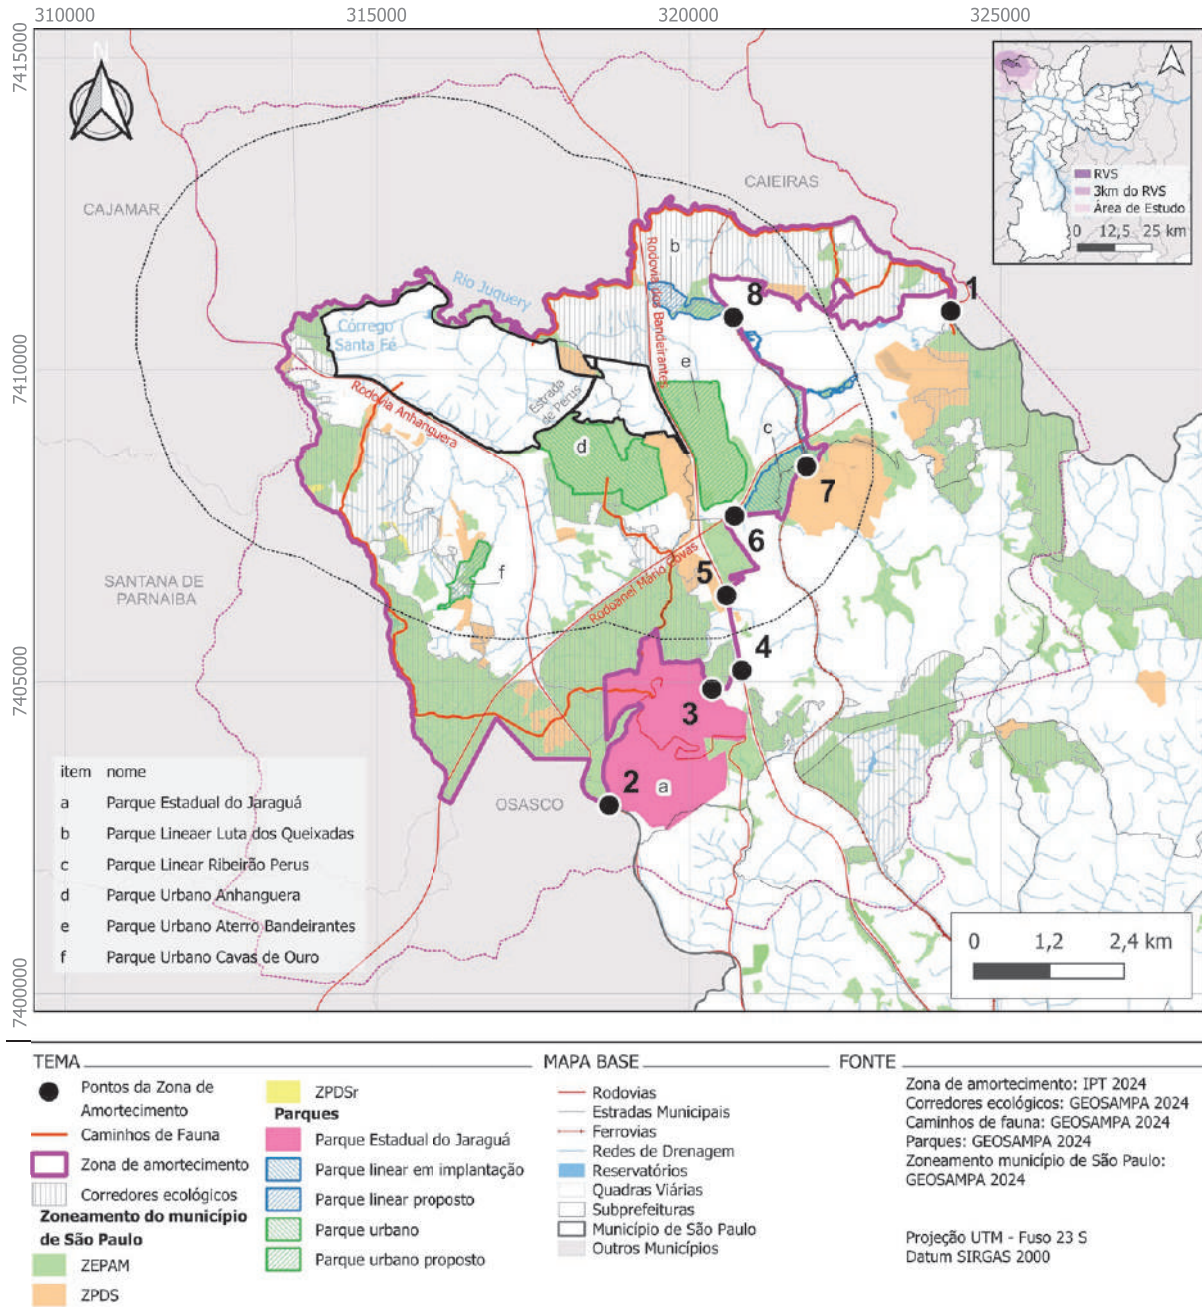 310000
315000
320000
325000
7415000
7410000
7405000
7400000
N
CAJAMAR
CAIEIRAS
SANTANA DE
PARNAIBA
OSASCO
RVS
3km do RVS
Área de Estudo
0 12,5 25 km
Rio Juquery
Córrego
Santa Fé
Rodovia Anhanguera
Estrada
de Perus
Rodovia dos Bandeirantes
Rodoanel Mário Covas
b
e
c
d
f
a
1
8
7
6
5
4
3
2
item nome
a Parque Estadual do Jaraguá
b Parque Lineaer Luta dos Queixadas
c Parque Linear Ribeirão Perus
d Parque Urbano Anhanguera
e Parque Urbano Aterro Bandeirantes
f Parque Urbano Cavas de Ouro
0 1,2 2,4 km
TEMA
Pontos da Zona de
Amortecimento
Caminhos de Fauna
Zona de amortecimento
Corredores ecológicos
Zoneamento do município
de São Paulo
ZEPAM
ZPDS
ZPDSr
Parques
Parque Estadual do Jaraguá
Parque linear em implantação
Parque linear proposto
Parque urbano
Parque urbano proposto
MAPA BASE
Rodovias
Estradas Municipais
Ferrovias
Redes de Drenagem
Reservatórios
Quadras Viárias
Subprefeituras
Município de São Paulo
Outros Municípios
FONTE
Zona de amortecimento: IPT 2024
Corredores ecológicos: GEOSAMPA 2024
Caminhos de fauna: GEOSAMPA 2024
Parques: GEOSAMPA 2024
Zoneamento município de São Paulo:
GEOSAMPA 2024
Projeção UTM - Fuso 23 S
Datum SIRGAS 2000